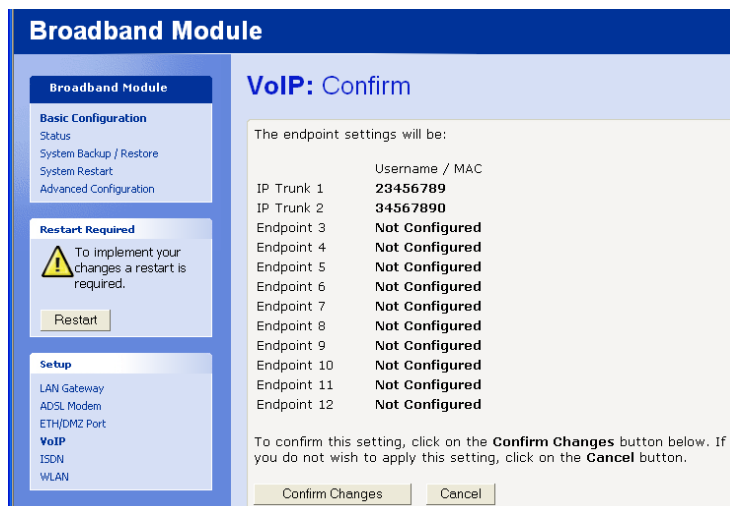 Broadband Module
Broadband Module
Basic Configuration
Status
System Backup / Restore
System Restart
Advanced Configuration
Restart Required
To implement your
changes a restart is
required.
Restart
Setup
LAN Gateway
ADSL Modem
ETH/DMZ Port
VoIP
ISDN
WLAN
VoIP: Confirm
The endpoint settings will be:
Username / MAC
IP Trunk 1 23456789
IP Trunk 2 34567890
Endpoint 3 Not Configured
Endpoint 4 Not Configured
Endpoint 5 Not Configured
Endpoint 6 Not Configured
Endpoint 7 Not Configured
Endpoint 8 Not Configured
Endpoint 9 Not Configured
Endpoint 10 Not Configured
Endpoint 11 Not Configured
Endpoint 12 Not Configured
To confirm this setting, click on the Confirm Changes button below. If
you do not wish to apply this setting, click on the Cancel button.
Confirm Changes Cancel